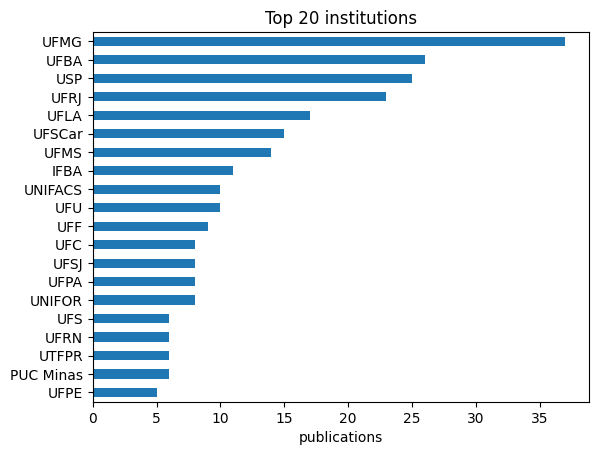 Top 20 institutions
UFMG
UFBA
USP
UFRJ
UFLA
UFSCar
UFMS
IFBA
UNIFACS
UFU
UFF
UFC
UFSJ
UFPA
UNIFOR
UFS
UFRN
UTFPR
PUC Minas
UFPE
0 5 10 15 20 25 30 35
publications